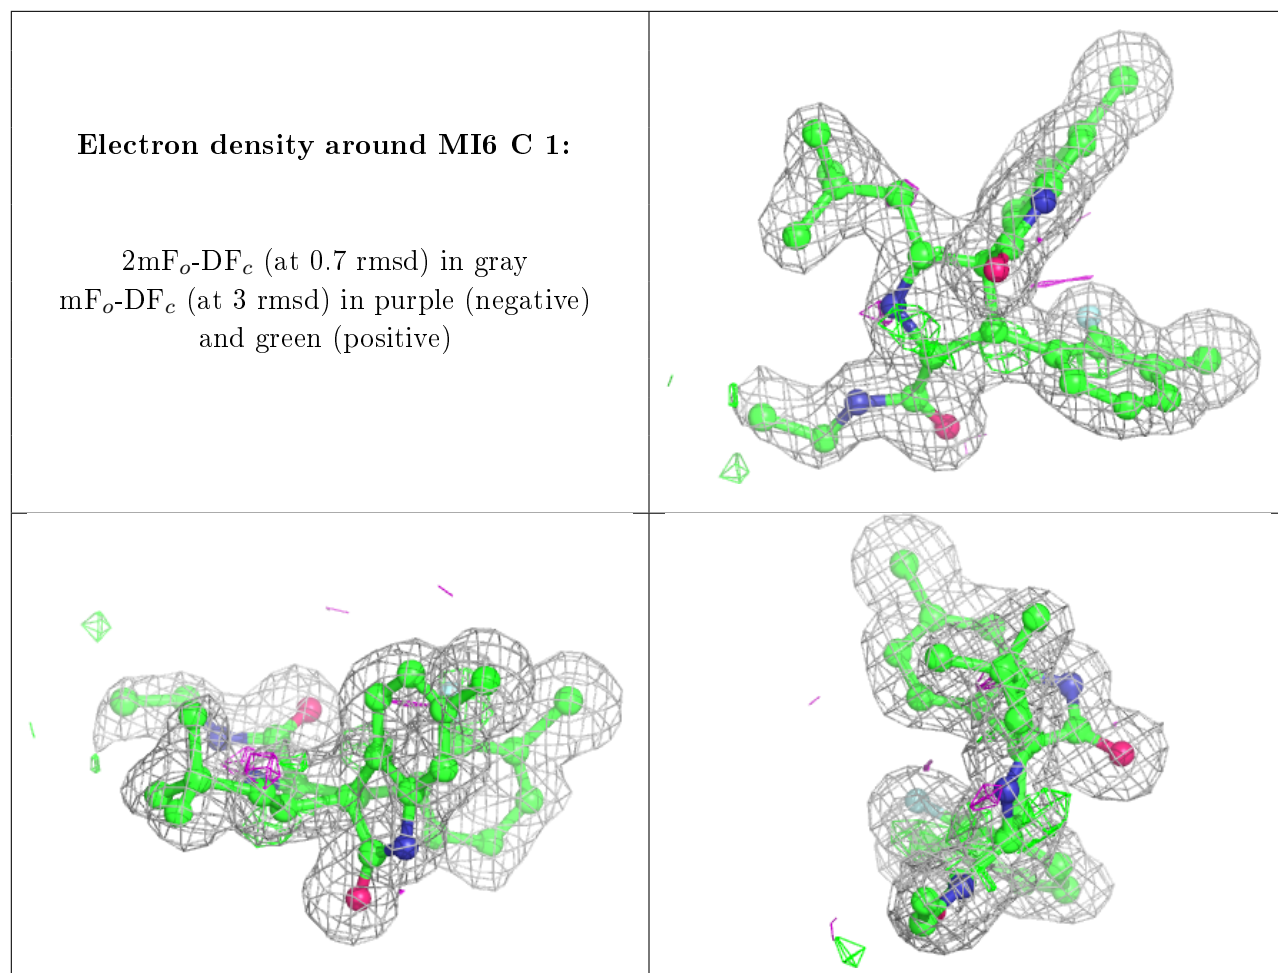 Electron density around MI6 C 1:
2mFo-DFc (at 0.7 rmsd) in gray
mFo-DFc (at 3 rmsd) in purple (negative)
and green (positive)